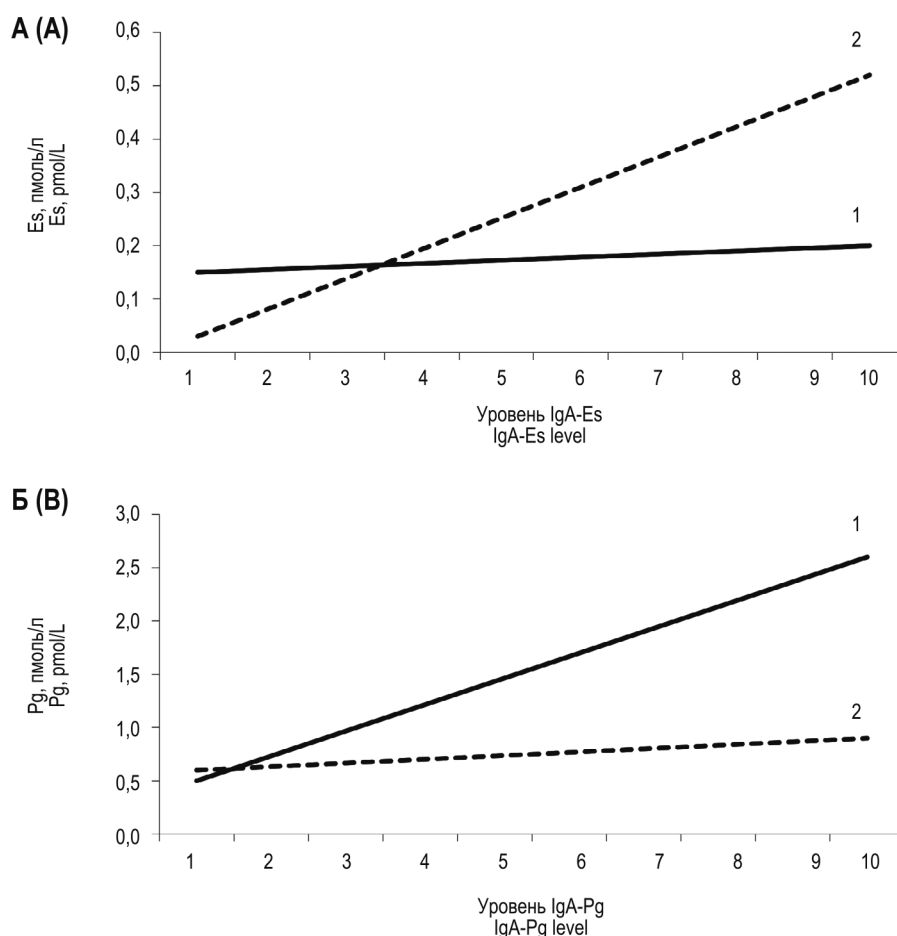 А (A)
0,6
0,5
0,4
0,3
0,2
0,1
0,0
Es, пмоль/л
Es, pmol/L
2
1
1 2 3 4 5 6 7 8 9 10
Уровень IgA-Es
IgA-Es level
Б (B)
3,0
2,5
2,0
1,5
1,0
0,5
0,0
Pg, пмоль/л
Pg, pmol/L
1
2
1 2 3 4 5 6 7 8 9 10
Уровень IgA-Pg
IgA-Pg level